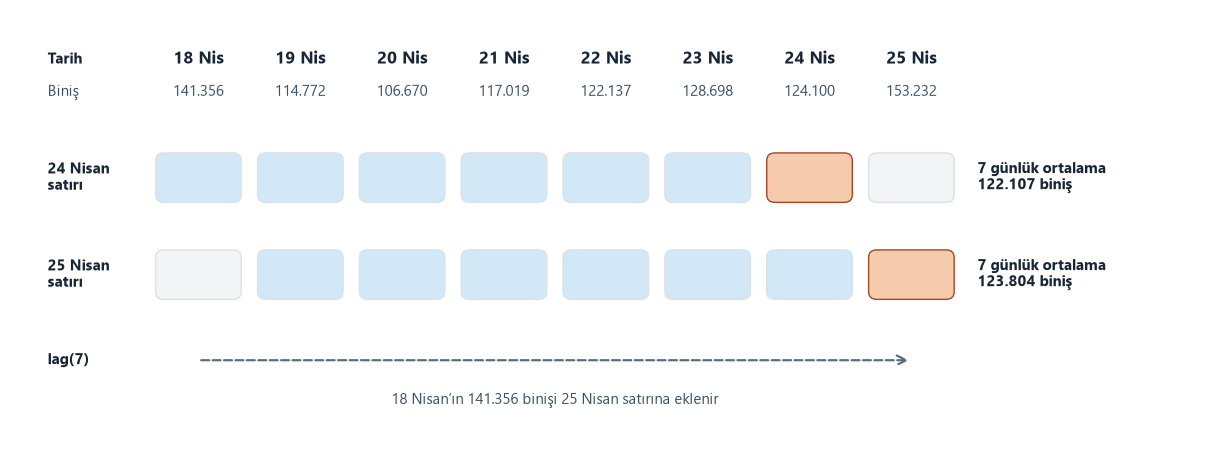 Tarih 18 Nis 19 Nis 20 Nis 21 Nis 22 Nis 23 Nis 24 Nis 25 Nis
Biniş 141.356 114.772 106.670 117.019 122.137 128.698 124.100 153.232
24 Nisan
satırı
7 günlük ortalama
122.107 biniş
25 Nisan
satırı
7 günlük ortalama
123.804 biniş
lag(7)
18 Nisan'ın 141.356 binişi 25 Nisan satırına eklenir